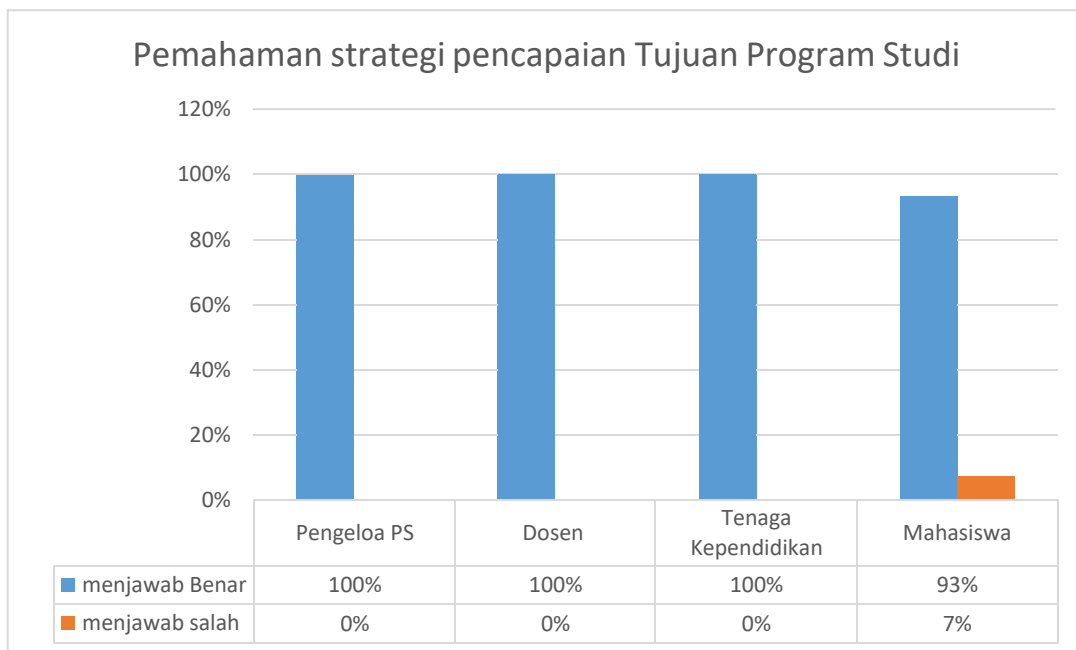 Pemahaman strategi pencapaian Tujuan Program Studi
120%
100%
80%
60%
40%
20%
0%
Pengeloa PS Dosen Tenaga Kependidikan Mahasiswa
menjawab Benar 100% 100% 100% 93%
menjawab salah 0% 0% 0% 7%